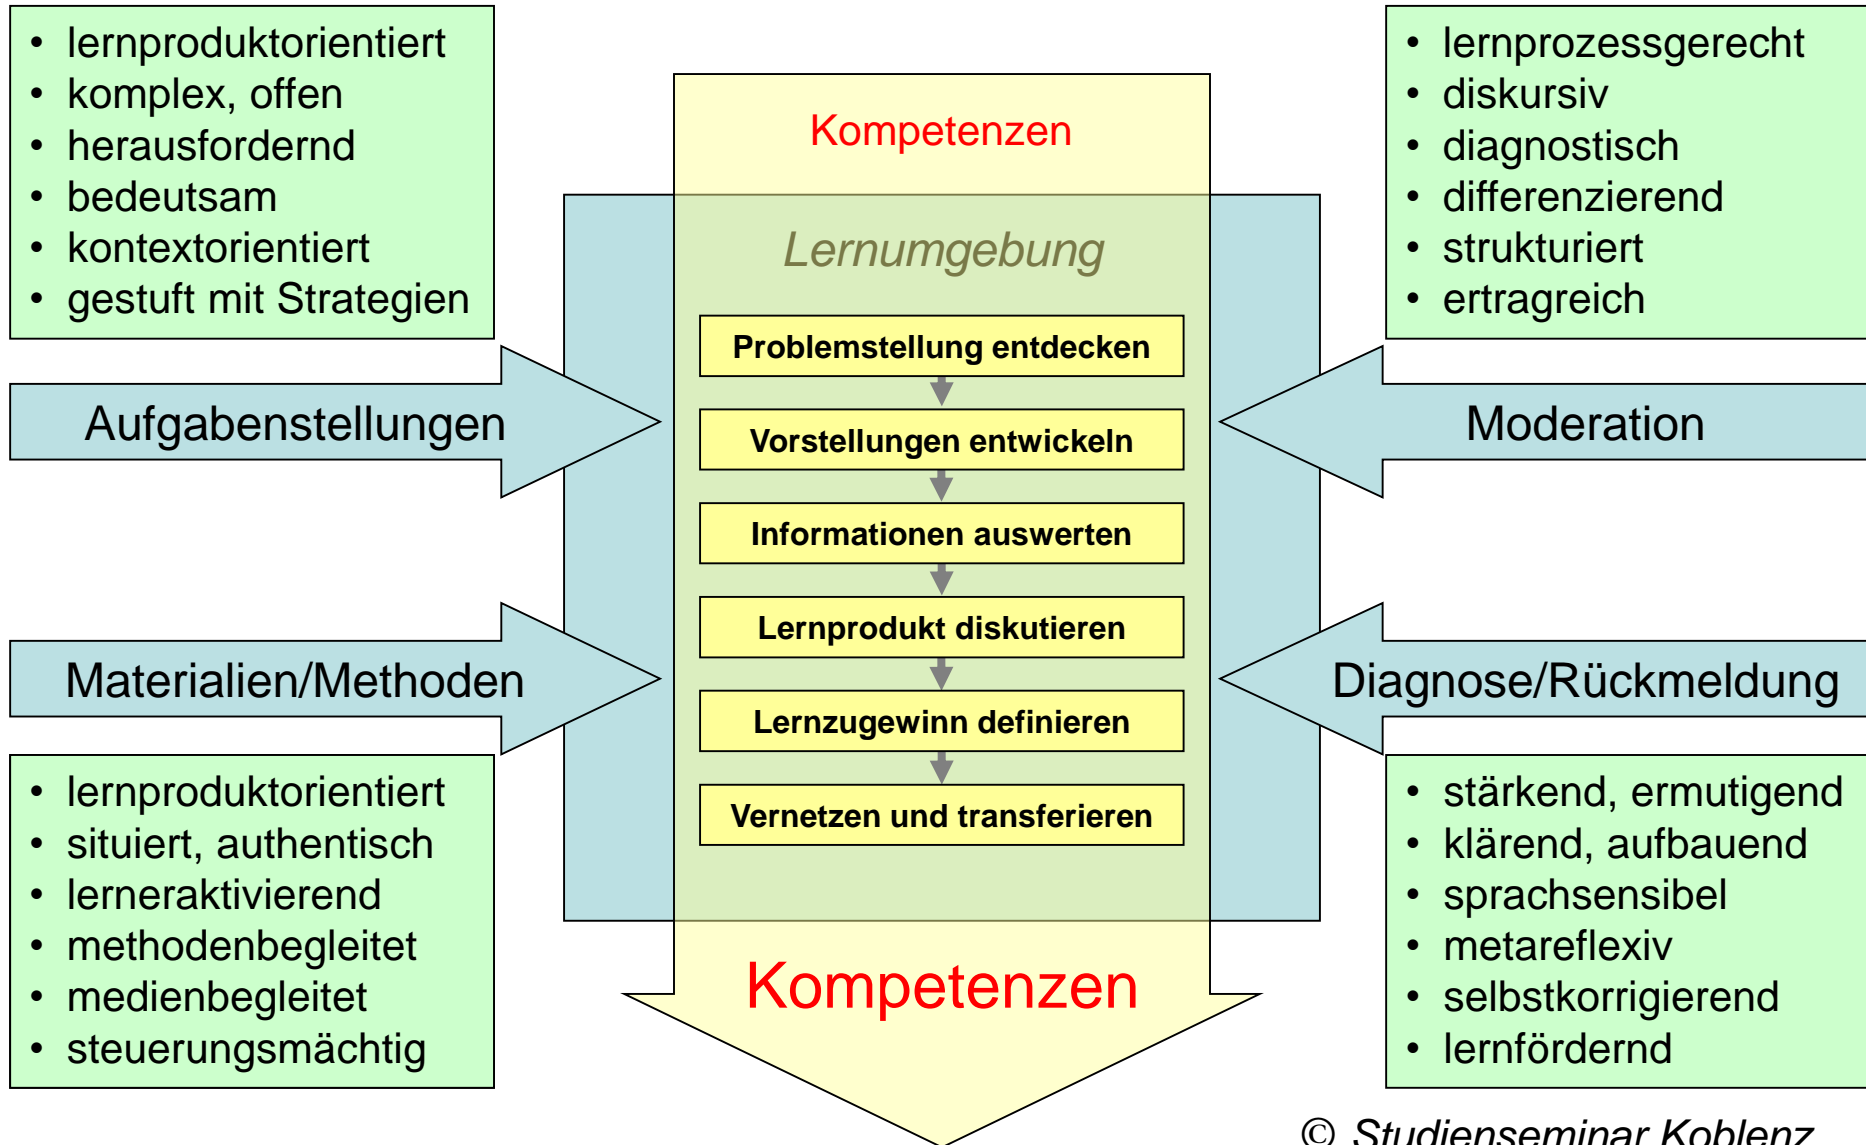 • lernproduktorientiert
• komplex, offen
• herausfordernd
• bedeutsam
• kontextorientiert
• gestuft mit Strategien
Aufgabenstellungen
Materialien/Methoden
• lernproduktorientiert
• situiert, authentisch
• lerneraktivierend
• methodenbegleitet
• medienbegleitet
• steuerungsmächtig
Kompetenzen
Lernumgebung
Problemstellung entdecken
Vorstellungen entwickeln
Informationen auswerten
Lernprodukt diskutieren
Lernzugewinn definieren
Vernetzen und transferieren
Kompetenzen
• lernprozessgerecht
• diskursiv
• diagnostisch
• differenzierend
• strukturiert
• ertragreich
Moderation
Diagnose/Rückmeldung
• stärkend, ermutigend
• klärend, aufbauend
• sprachsensibel
• metareflexiv
• selbstkorrigierend
• lernfördernd
© Studienseminar Koblenz